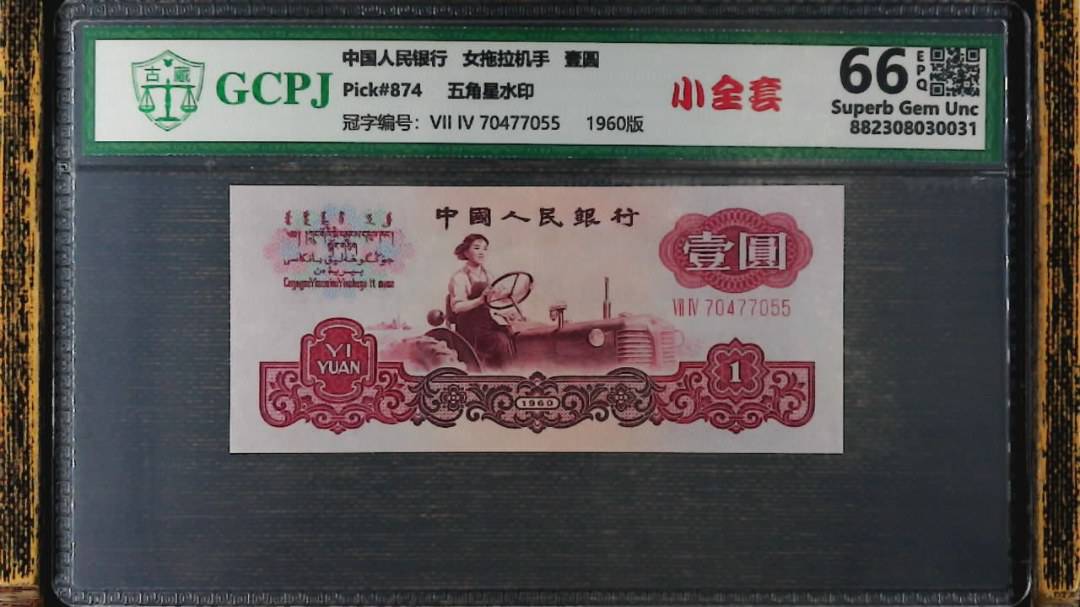 中国人民银行 女拖拉机手 壹圆
古藏
GCPJ
Pick#874 五角星水印
冠字编号：VII IV 70477055 1960版
小全套
66
EPQ
Superb Gem Unc
882308030031
中國人民銀行
壹圓
VII IV 70477055
YI
YUAN
1960
1